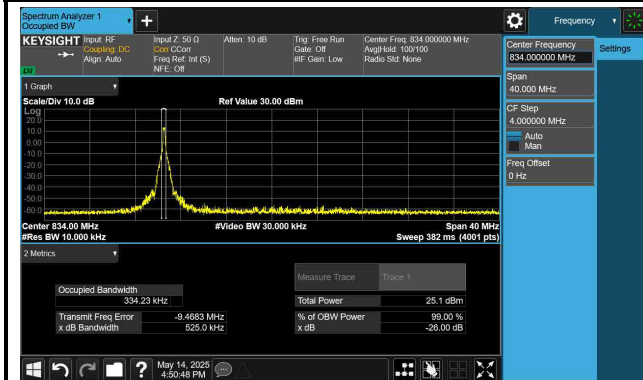 Spectrum Analyzer 1
Occupied BW
Frequency
KEYSIGHT
Input: RF
Coupling: DC
Align: Auto
Input Z: 50 Ω
Corr CCorr
Freq Ref: Int (S)
NFE: Off
Atten: 10 dB
Trig: Free Run
Gate: Off
#IF Gain: Low
Center Freq: 834.000000 MHz
Avg|Hold: 100/100
Radio Std: None
LXI
Center Frequency
834.000000 MHz
Settings
Span
40.000 MHz
CF Step
4.000000 MHz
Auto
Man
Freq Offset
0 Hz
1 Graph
Scale/Div 10.0 dB
Ref Value 30.00 dBm
Log
20.0
10.0
0.00
-10.0
-20.0
-30.0
-40.0
-50.0
-60.0
Center 834.00 MHz
#Video BW 30.000 kHz
Span 40 MHz
#Res BW 10.000 kHz
Sweep 382 ms (4001 pts)
2 Metrics
Measure Trace
Trace 1
Occupied Bandwidth
334.23 kHz
Total Power
25.1 dBm
Transmit Freq Error
-9.4683 MHz
% of OBW Power
99.00 %
x dB Bandwidth
525.0 kHz
x dB
-26.00 dB
?
May 14, 2025
4:50:48 PM